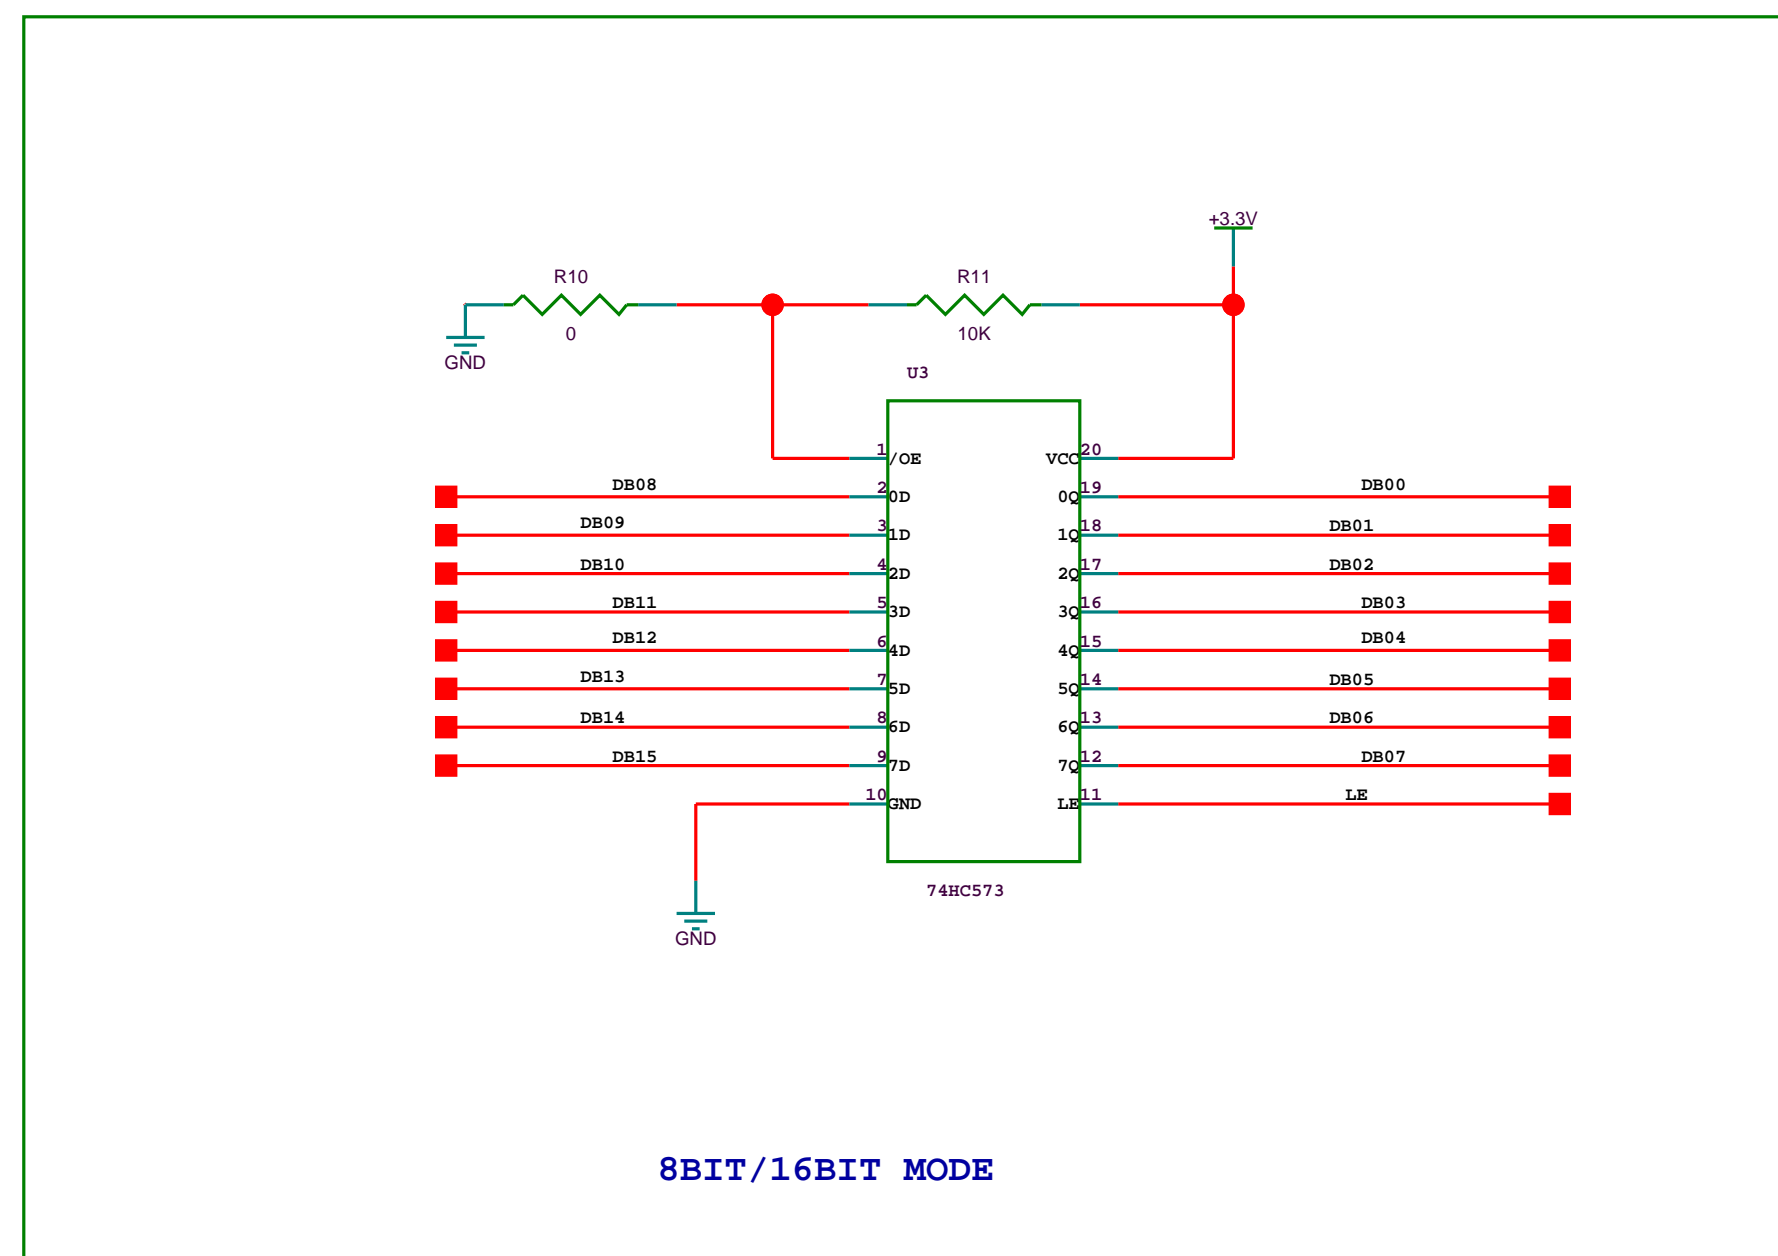 +3.3V
R10
R11
0
10K
GND
U3
1
/OE
VCC
20
DB08
2
0D
0Q
19
DB00
DB09
3
1D
1Q
18
DB01
DB10
4
2D
2Q
17
DB02
DB11
5
3D
3Q
16
DB03
DB12
6
4D
4Q
15
DB04
DB13
7
5D
5Q
14
DB05
DB14
8
6D
6Q
13
DB06
DB15
9
7D
7Q
12
DB07
10
GND
LE
11
LE
74HC573
GND
8BIT/16BIT MODE